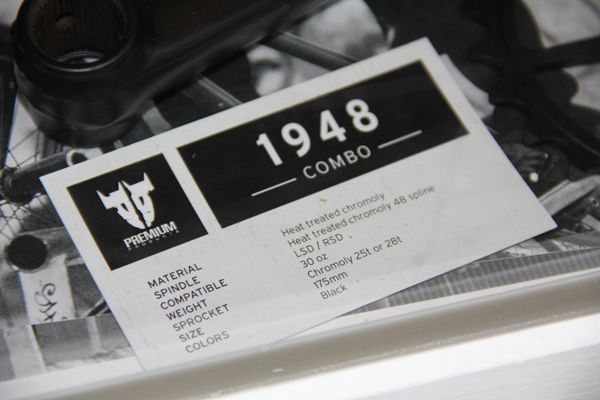 1948
COMBO
PREMIUM
PRODUCTS
MATERIAL Heat treated chromoly
SPINDLE Heat treated chromoly 48 spline
COMPATIBLE LSD / RSD
WEIGHT 30 oz
SPROCKET Chromoly 25t or 28t
SIZE 175mm
COLORS Black